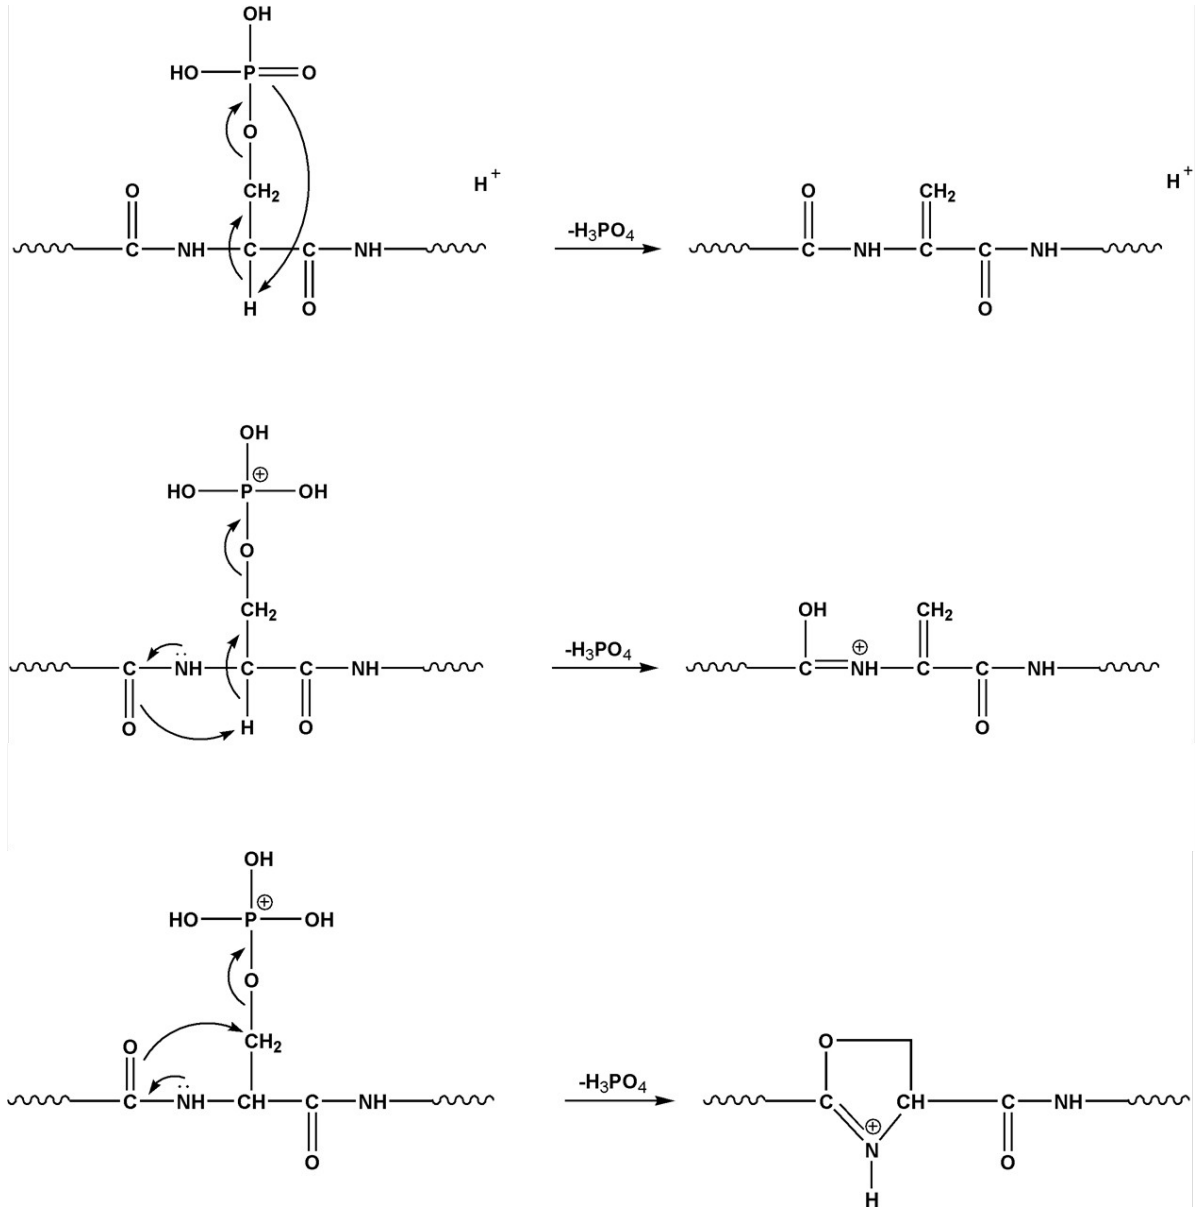 OH
HO P O
O
O CH₂ H⁺ O CH₂ H⁺
-H₃PO₄
C NH C C NH C NH C C NH
H O O
OH
⊕
HO P OH
O
CH₂ OH CH₂
-H₃PO₄ ⊕
C ..NH C C NH C NH C C NH
O H O O
OH
⊕
HO P OH
O
O CH₂ O
-H₃PO₄
C ..NH CH C NH C CH C NH
⊕
O N O
H